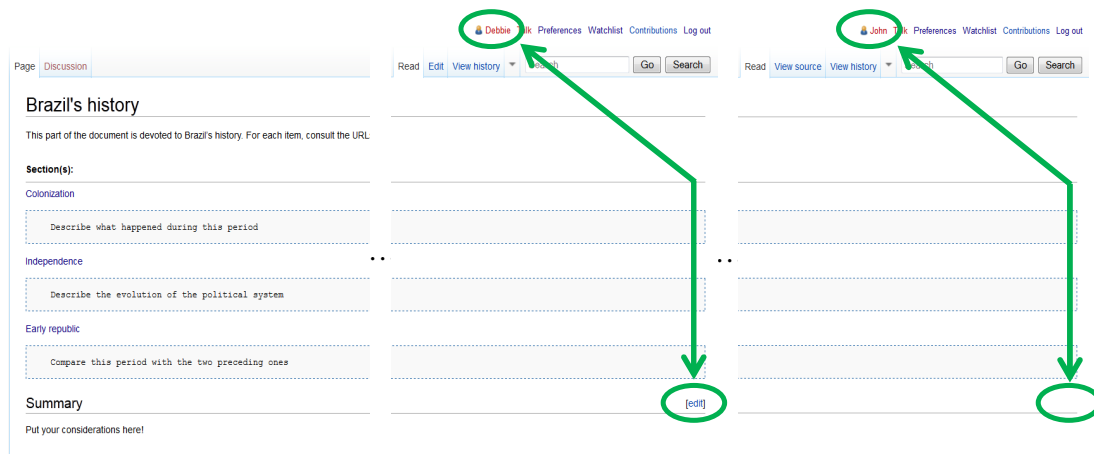 Debbie Talk Preferences Watchlist Contributions Log out
John Talk Preferences Watchlist Contributions Log out
Page Discussion
Read Edit View history Search Go Search
Read View source View history Search Go Search
Brazil's history
This part of the document is devoted to Brazil's history. For each item, consult the URL
Section(s):
Colonization
Describe what happened during this period
Independence
. .
. .
Describe the evolution of the political system
Early republic
Compare this period with the two preceding ones
Summary
[edit]
Put your considerations here!